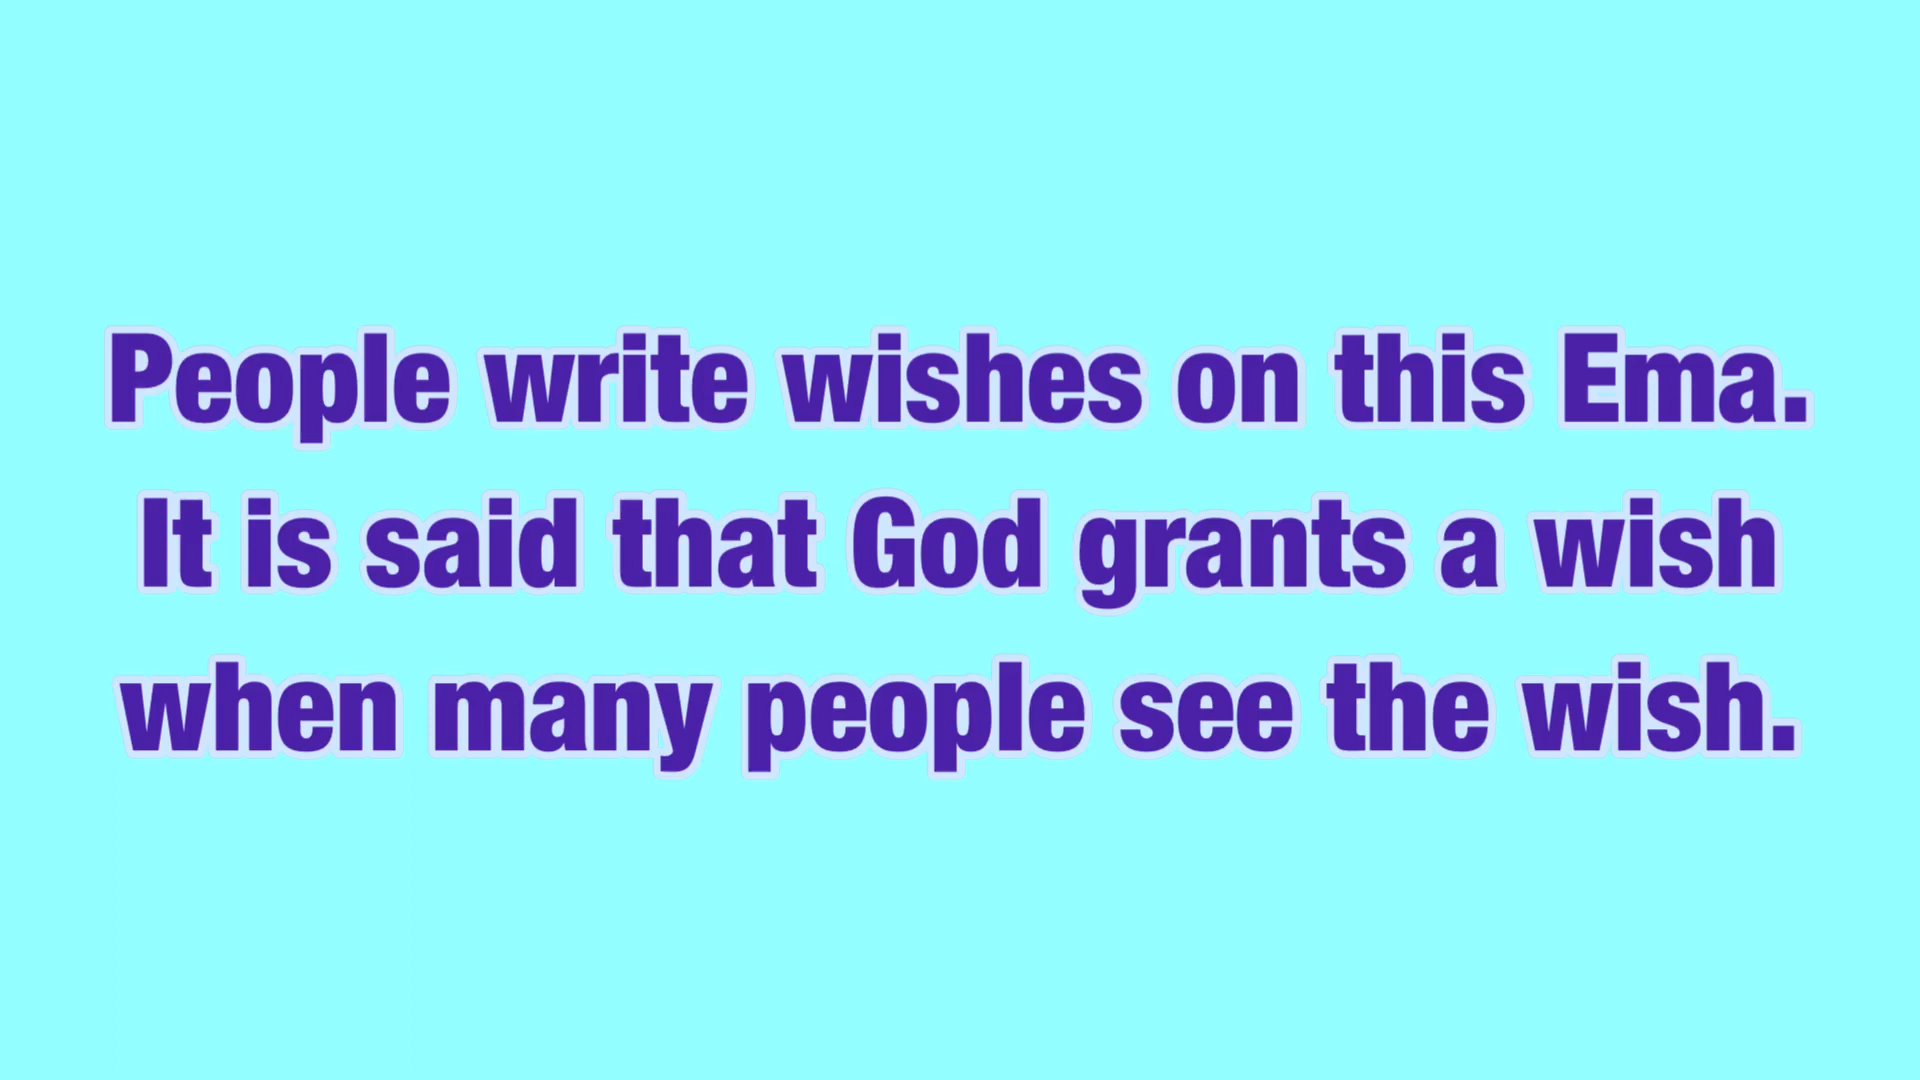 People write wishes on this Ema.
It is said that God grants a wish
when many people see the wish.